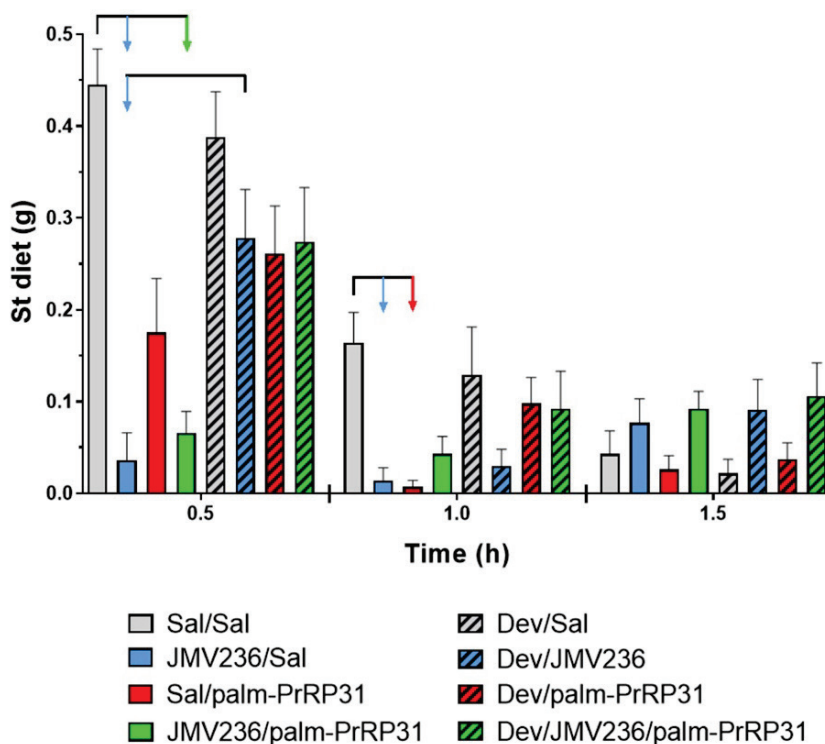 St diet (g)
0.5
0.4
0.3
0.2
0.1
0.0
0.5 1.0 1.5
Time (h)
Sal/Sal Dev/Sal
JMV236/Sal Dev/JMV236
Sal/palm-PrRP31 Dev/palm-PrRP31
JMV236/palm-PrRP31 Dev/JMV236/palm-PrRP31